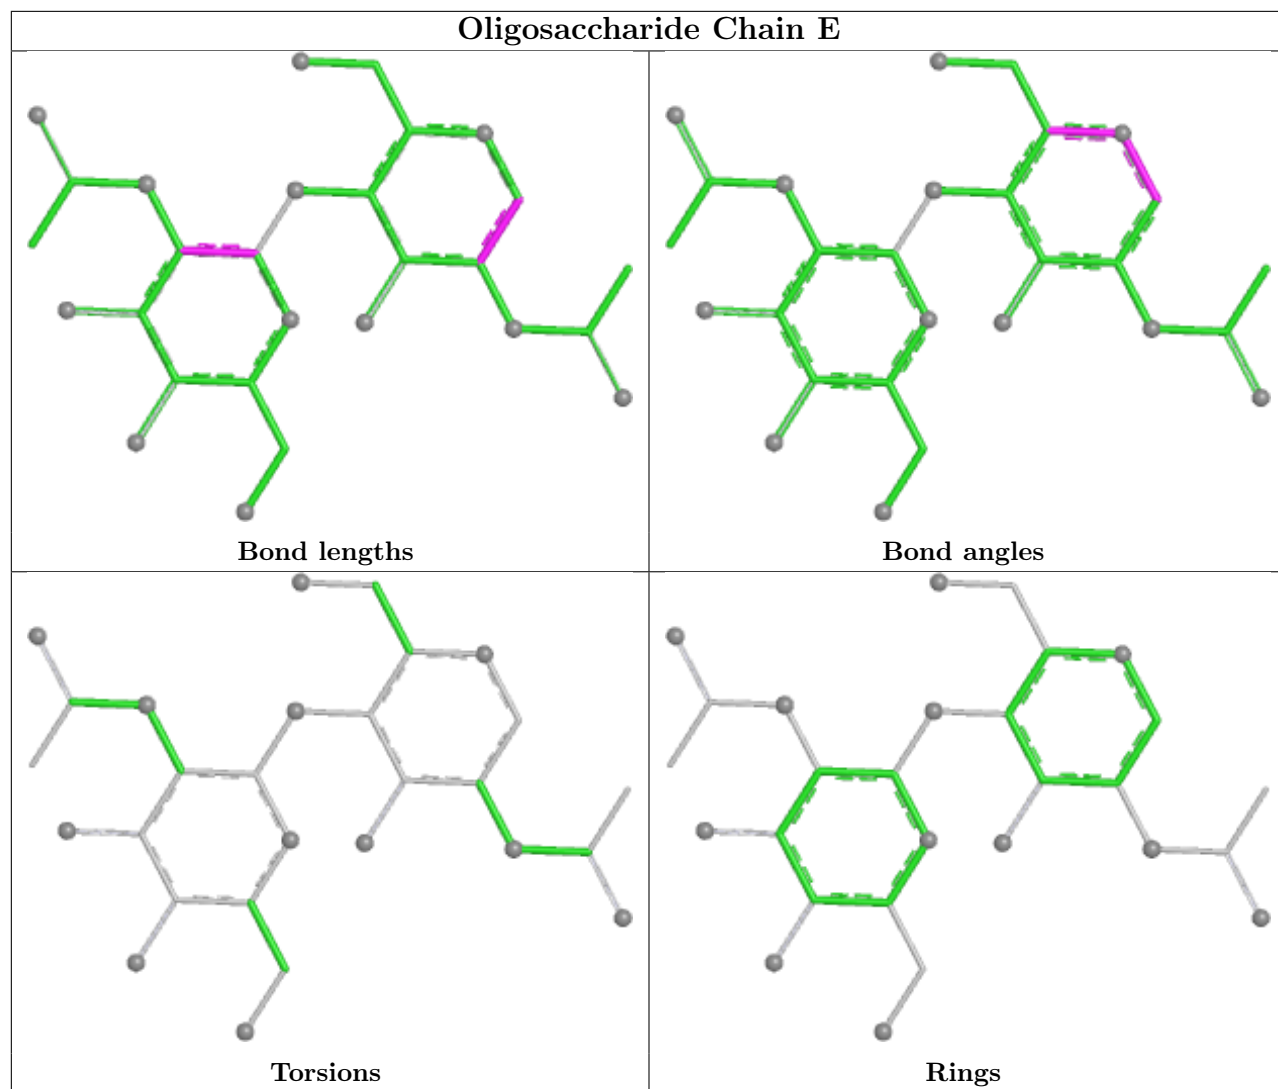 Oligosaccharide Chain E
Bond lengths
Bond angles
Torsions
Rings